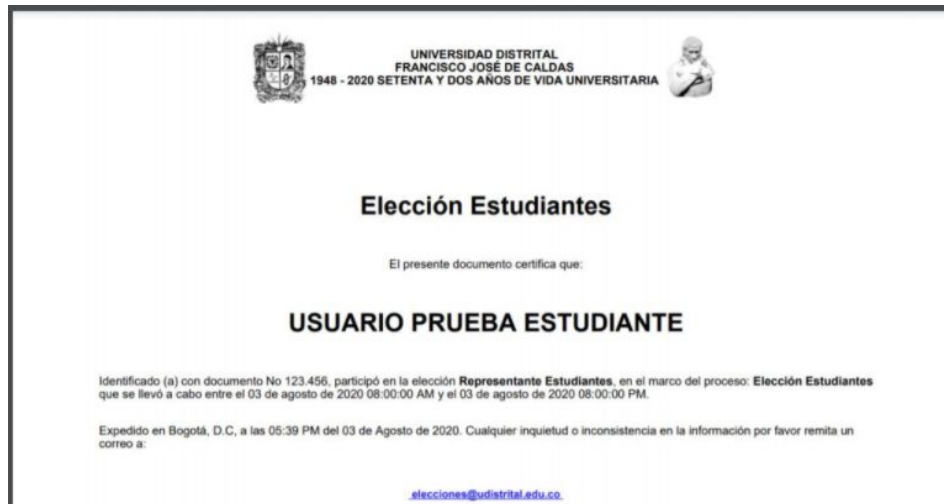 UNIVERSIDAD DISTRITAL
FRANCISCO JOSÉ DE CALDAS
1948 - 2020 SETENTA Y DOS AÑOS DE VIDA UNIVERSITARIA
Elección Estudiantes
El presente documento certifica que:
USUARIO PRUEBA ESTUDIANTE
Identificado (a) con documento No 123.456, participó en la elección Representante Estudiantes, en el marco del proceso: Elección Estudiantes
que se llevó a cabo entre el 03 de agosto de 2020 08:00:00 AM y el 03 de agosto de 2020 08:00:00 PM.
Expedido en Bogotá, D.C, a las 05:39 PM del 03 de Agosto de 2020. Cualquier inquietud o inconsistencia en la información por favor remita un
correo a:
elecciones@udistrital.edu.co